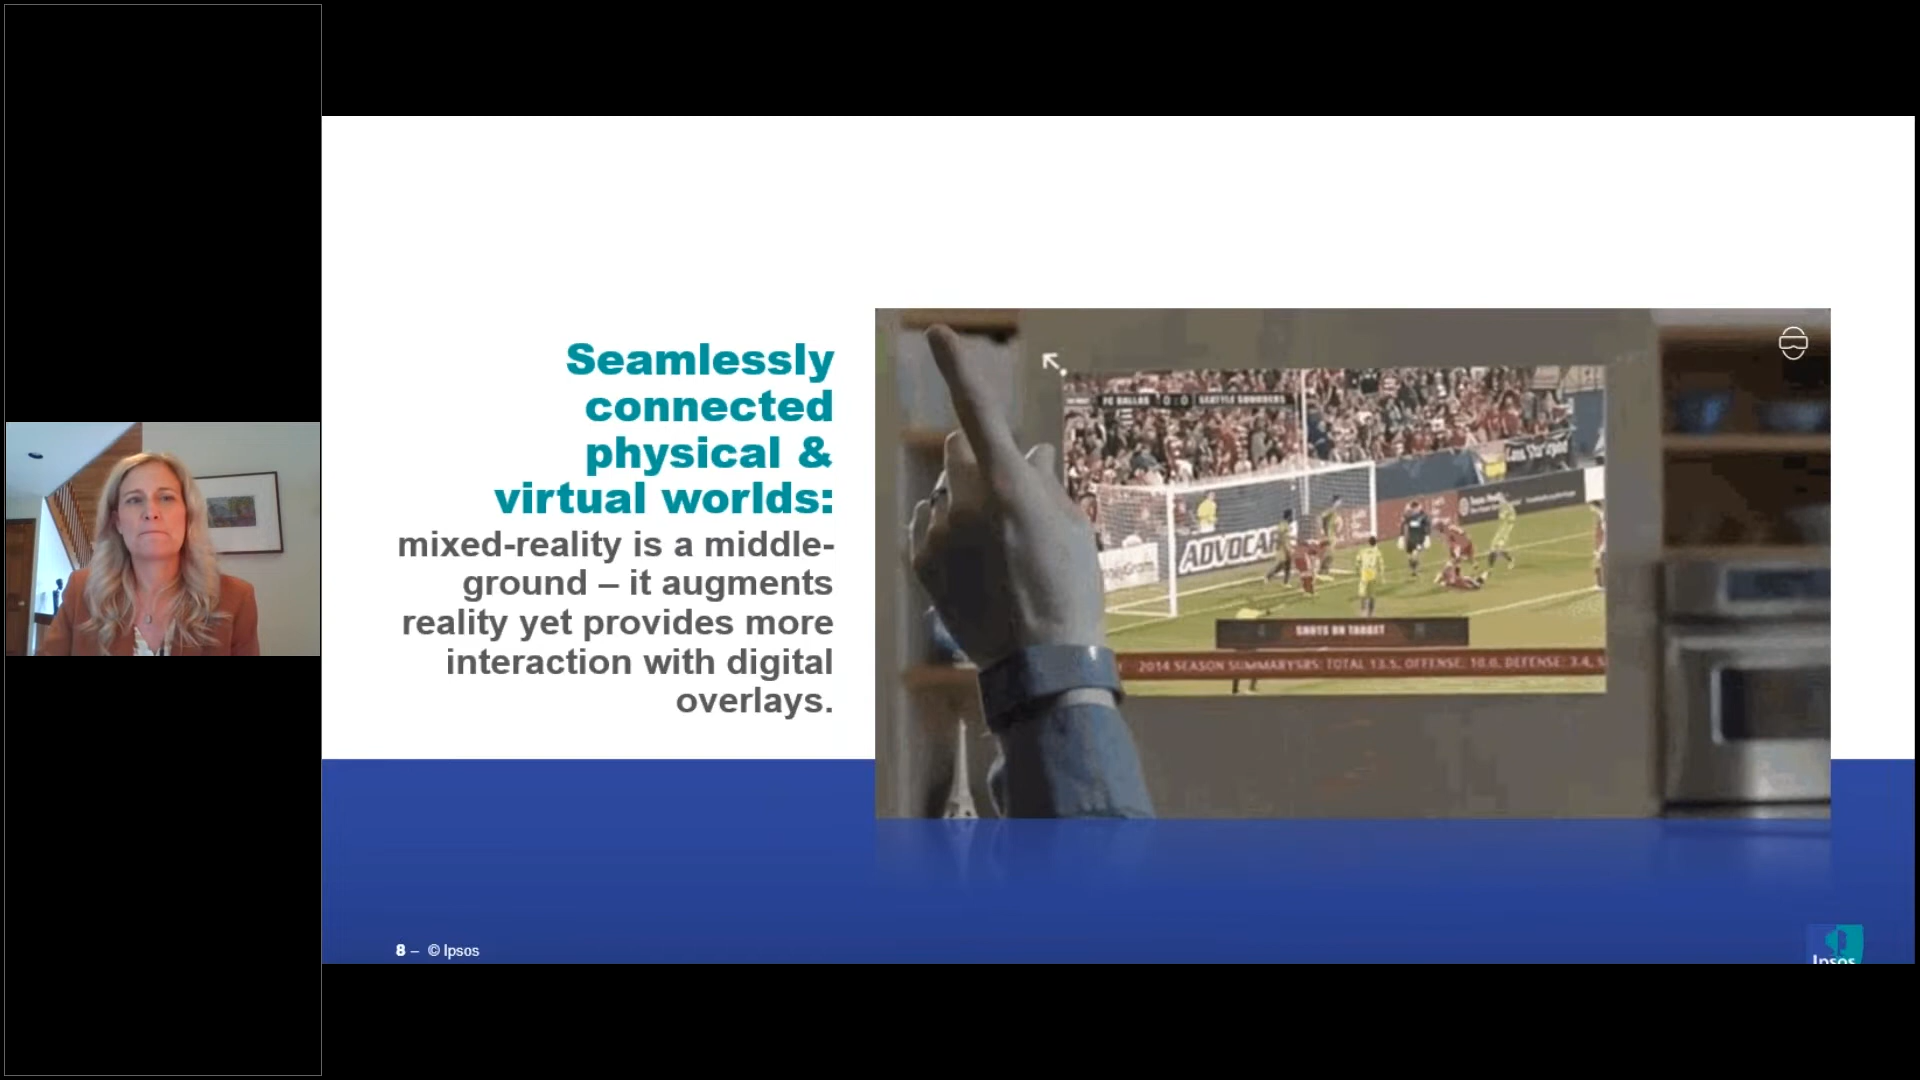 Seamlessly
connected
physical &
virtual worlds:
mixed-reality is a middle-
ground – it augments
reality yet provides more
interaction with digital
overlays.
FC DALLAS 0 0 SEATTLE SOUNDERS
ADVOCAR
SHOTS ON TARGET
2014 SEASON SUMMARY SRS: TOTAL 13.5, OFFENSE: 10.0, DEFENSE: 3.4,
8 – © Ipsos
Ipsos